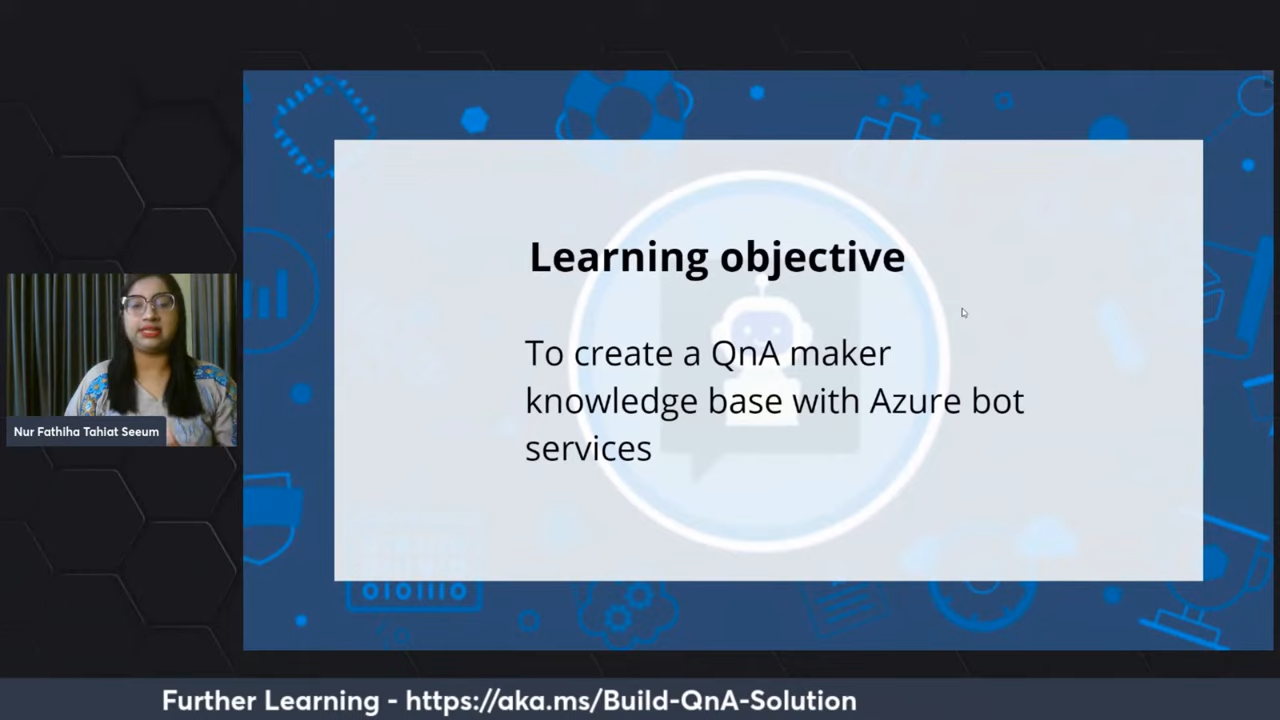 Learning objective
To create a QnA maker
knowledge base with Azure bot
services
Nur Fathiha Tahiat Seeum
010110
Further Learning - https://aka.ms/Build-QnA-Solution